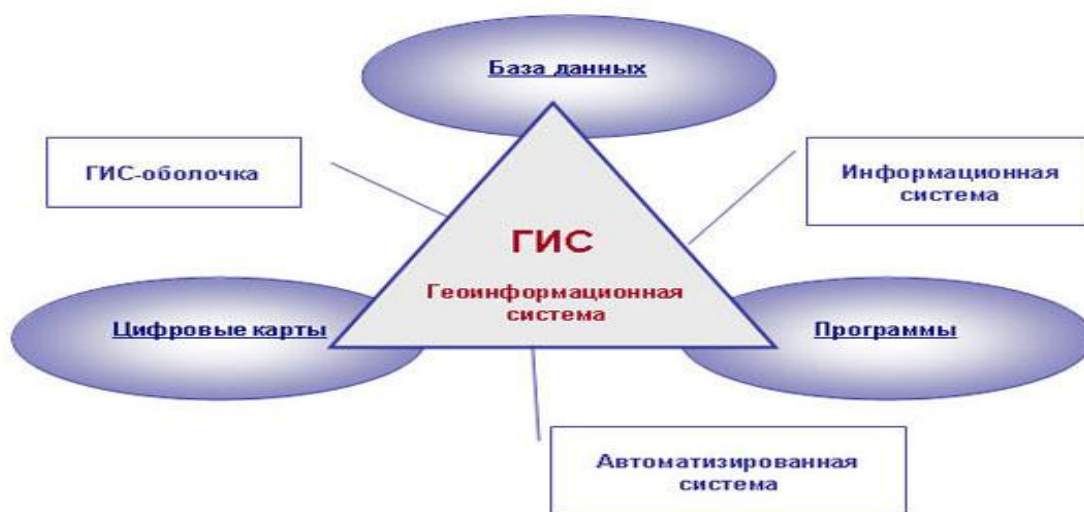 База данных
ГИС-оболочка
Информационная
система
ГИС
Геоинформационная
система
Цифровые карты
Программы
Автоматизированная
система